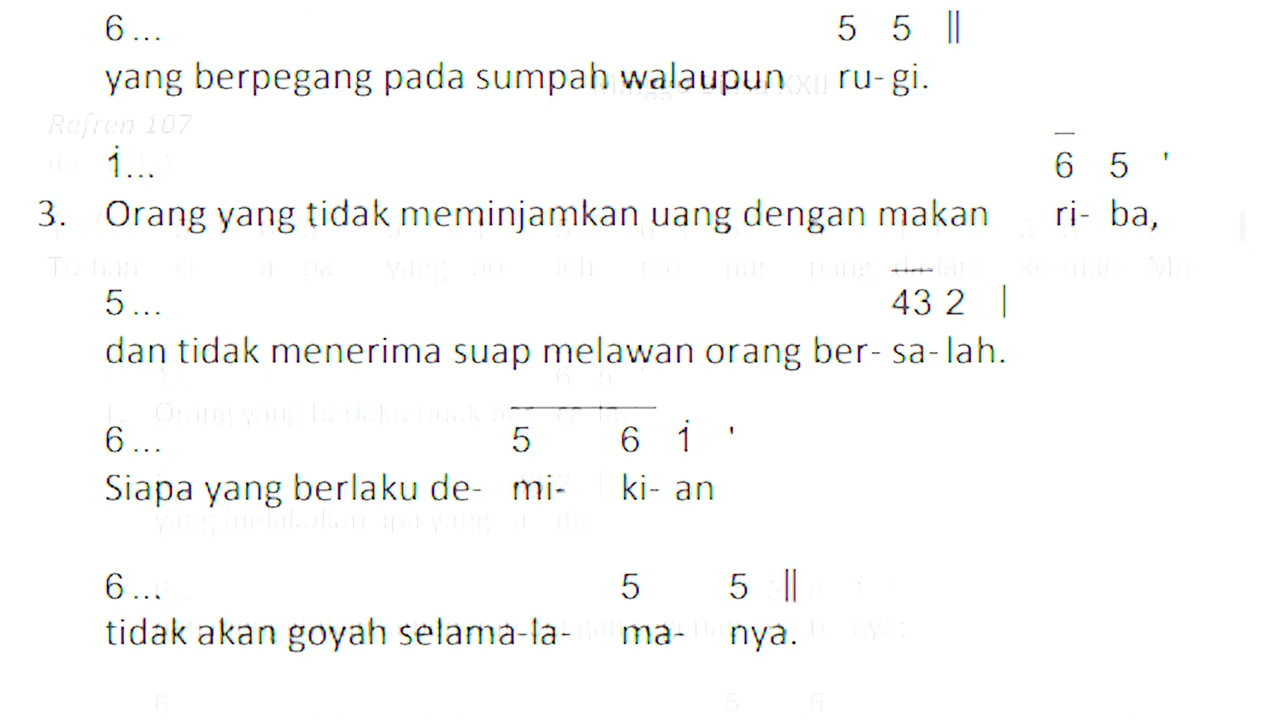 6... 5 5 ||
yang berpegang pada sumpah walaupun ru- gi.
Refren 107
i... 6 5 '
3. Orang yang tidak meminjamkan uang dengan makan ri- ba,
5... 43 2 |
dan tidak menerima suap melawan orang ber- sa- lah.
6... 5 6 i '
Siapa yang berlaku de- mi- ki- an
6... 5 5 ||
tidak akan goyah selama-la- ma- nya.